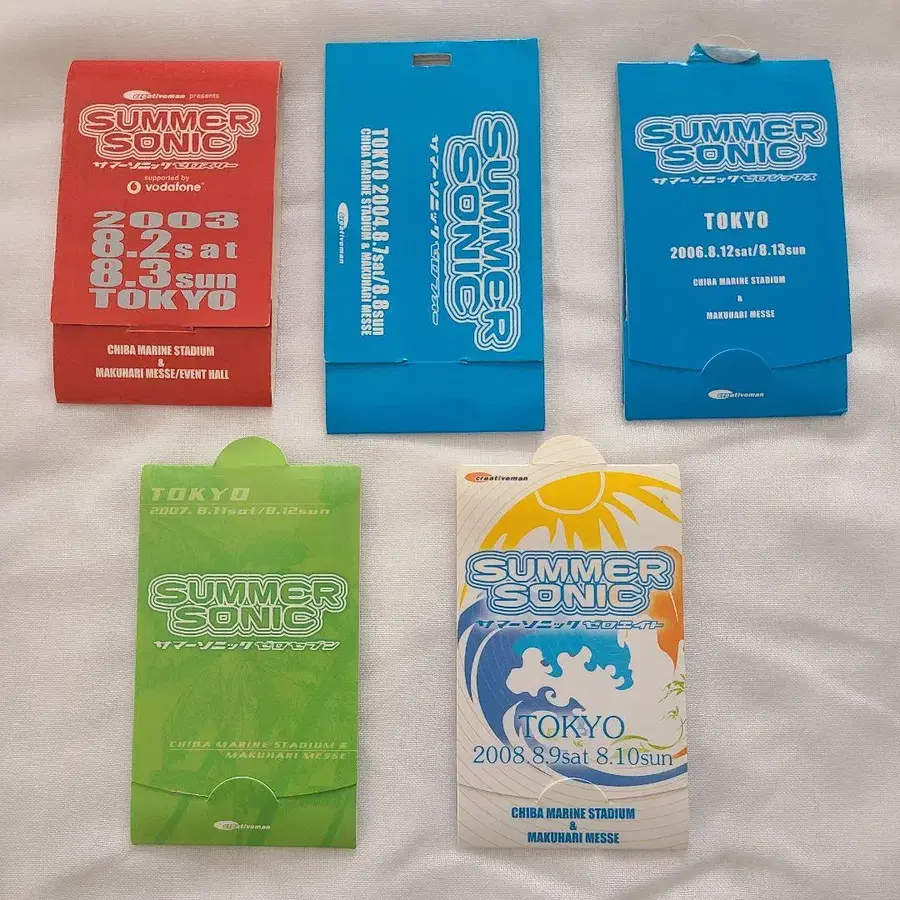 creativeman presents
SUMMER
SONIC
サマーソニック ゼロスリー
supported by
vodafone
2003
8.2sat
8.3sun
TOKYO
CHIBA MARINE STADIUM
&
MAKUHARI MESSE/EVENT HALL
SUMMER
SONIC
サマーソニック ゼロフォー
TOKYO 2004.8.7sat/8.8sun
CHIBA MARINE STADIUM & MAKUHARI MESSE
creativeman
SUMMER
SONIC
サマーソニック ゼロシックス
TOKYO
2006.8.12sat/8.13sun
CHIBA MARINE STADIUM
&
MAKUHARI MESSE
creativeman
TOKYO
2007. 8.11sat/8.12sun
SUMMER
SONIC
サマーソニック ゼロセブン
CHIBA MARINE STADIUM &
MAKUHARI MESSE
creativeman
creativeman
SUMMER
SONIC
サマーソニック ゼロエイト
TOKYO
2008.8.9sat 8.10sun
CHIBA MARINE STADIUM
&
MAKUHARI MESSE